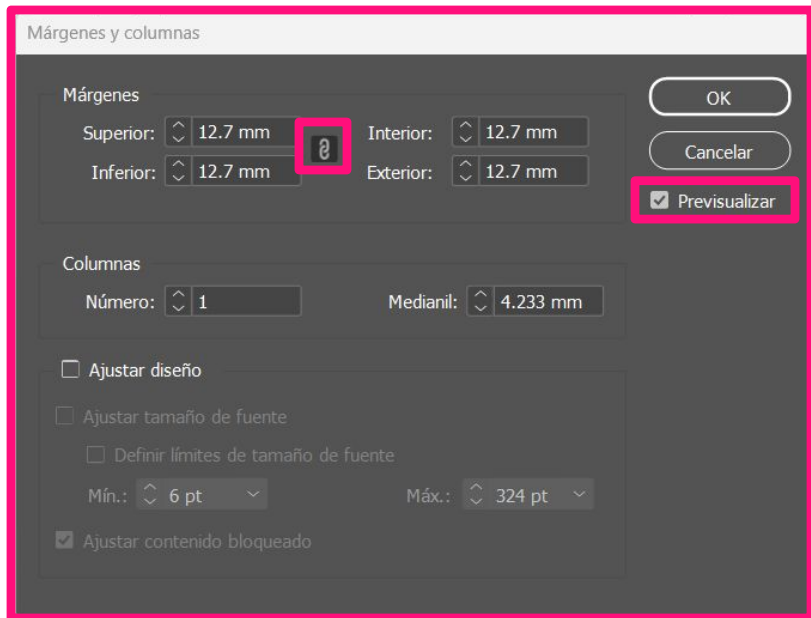 Márgenes y columnas
Márgenes
Superior: 12.7 mm Interior: 12.7 mm
Inferior: 12.7 mm Exterior: 12.7 mm
OK
Cancelar
Previsualizar
Columnas
Número: 1 Medianil: 4.233 mm
Ajustar diseño
Ajustar tamaño de fuente
Definir límites de tamaño de fuente
Mín.: 6 pt Máx.: 324 pt
Ajustar contenido bloqueado